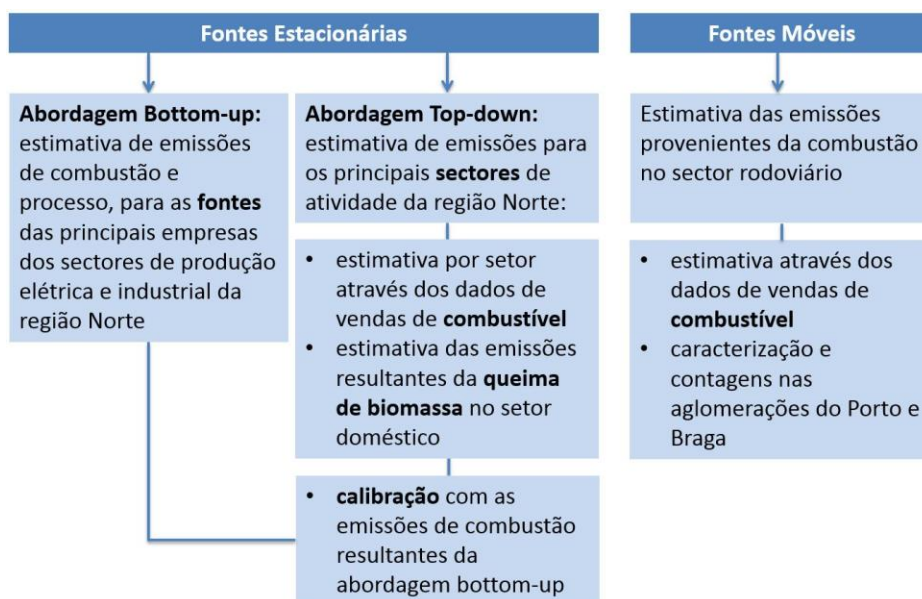 Fontes Estacionárias
Abordagem Bottom-up:
estimativa de emissões
de combustão e
processo, para as fontes
das principais empresas
dos sectores de produção
elétrica e industrial da
região Norte
Abordagem Top-down:
estimativa de emissões para
os principais sectores de
atividade da região Norte:
• estimativa por setor
através dos dados de
vendas de combustível
• estimativa das emissões
resultantes da queima
de biomassa no setor
doméstico
• calibração com as
emissões de combustão
resultantes da
abordagem bottom-up
Fontes Móveis
Estimativa das emissões
provenientes da combustão
no sector rodoviário
• estimativa através dos
dados de vendas de
combustível
• caracterização e
contagens nas
aglomerações do Porto e
Braga